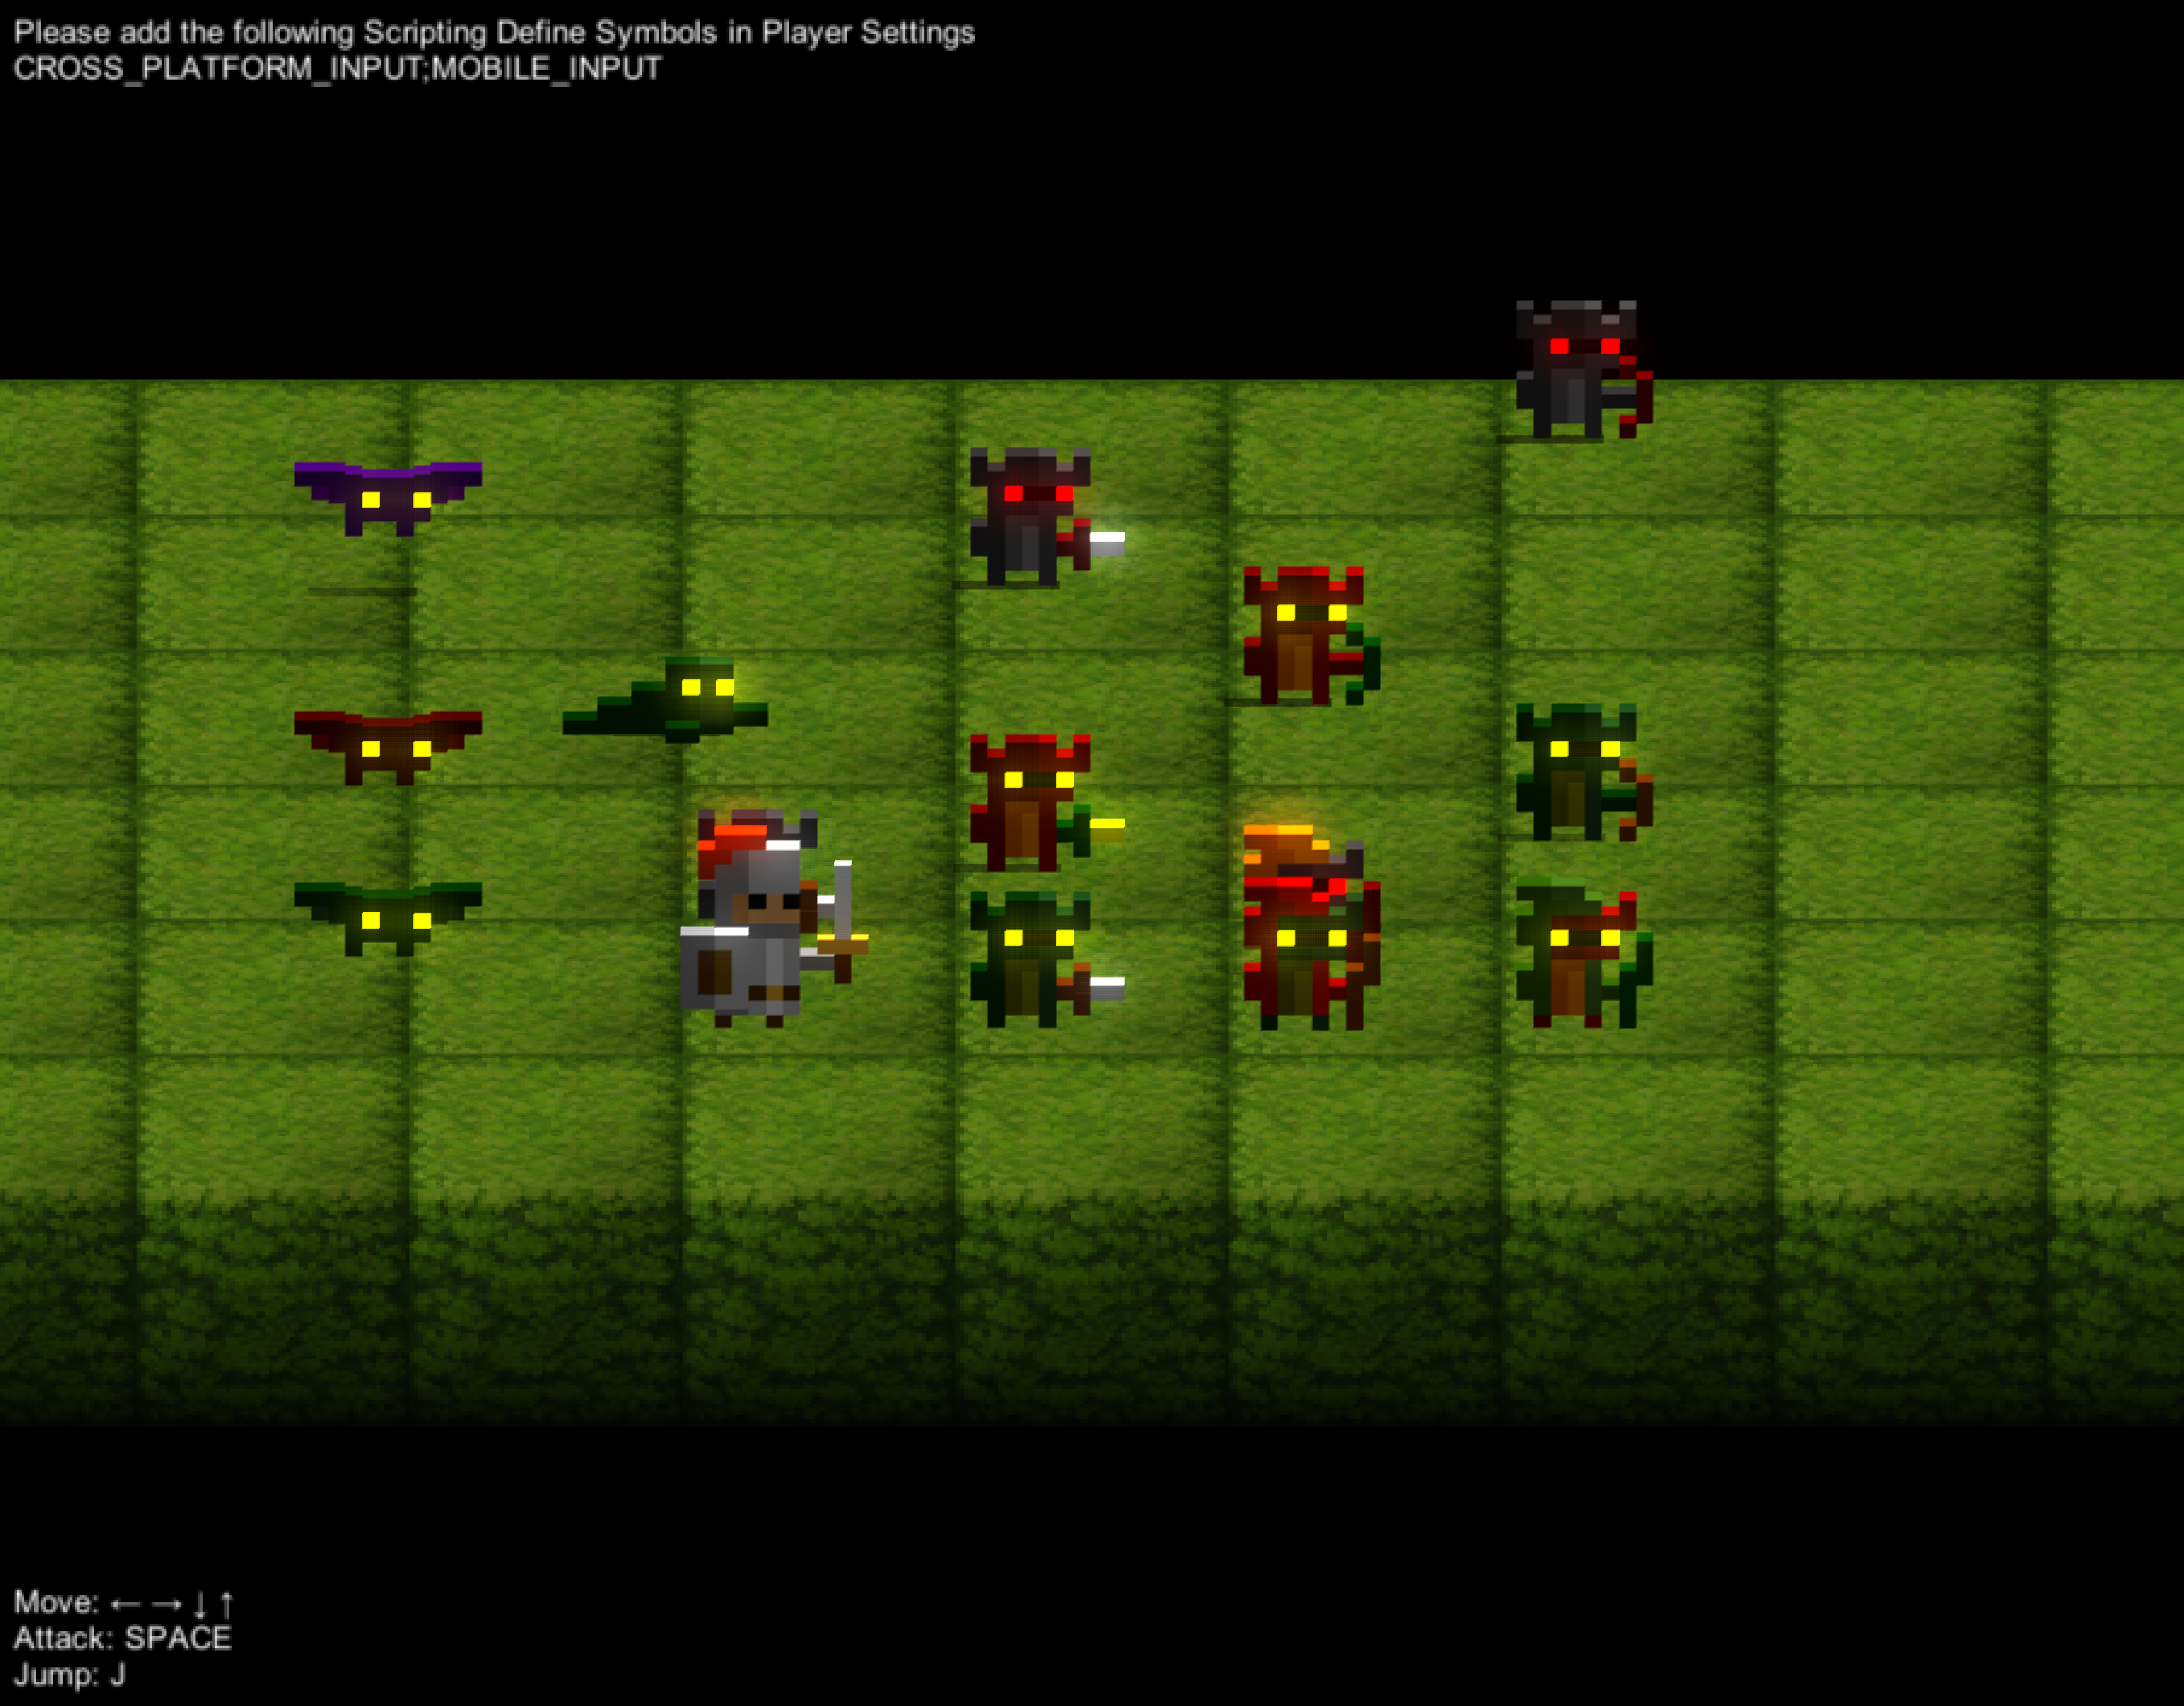 Please add the following Scripting Define Symbols in Player Settings
CROSS_PLATFORM_INPUT;MOBILE_INPUT
Move: ← → ↓ ↑
Attack: SPACE
Jump: J